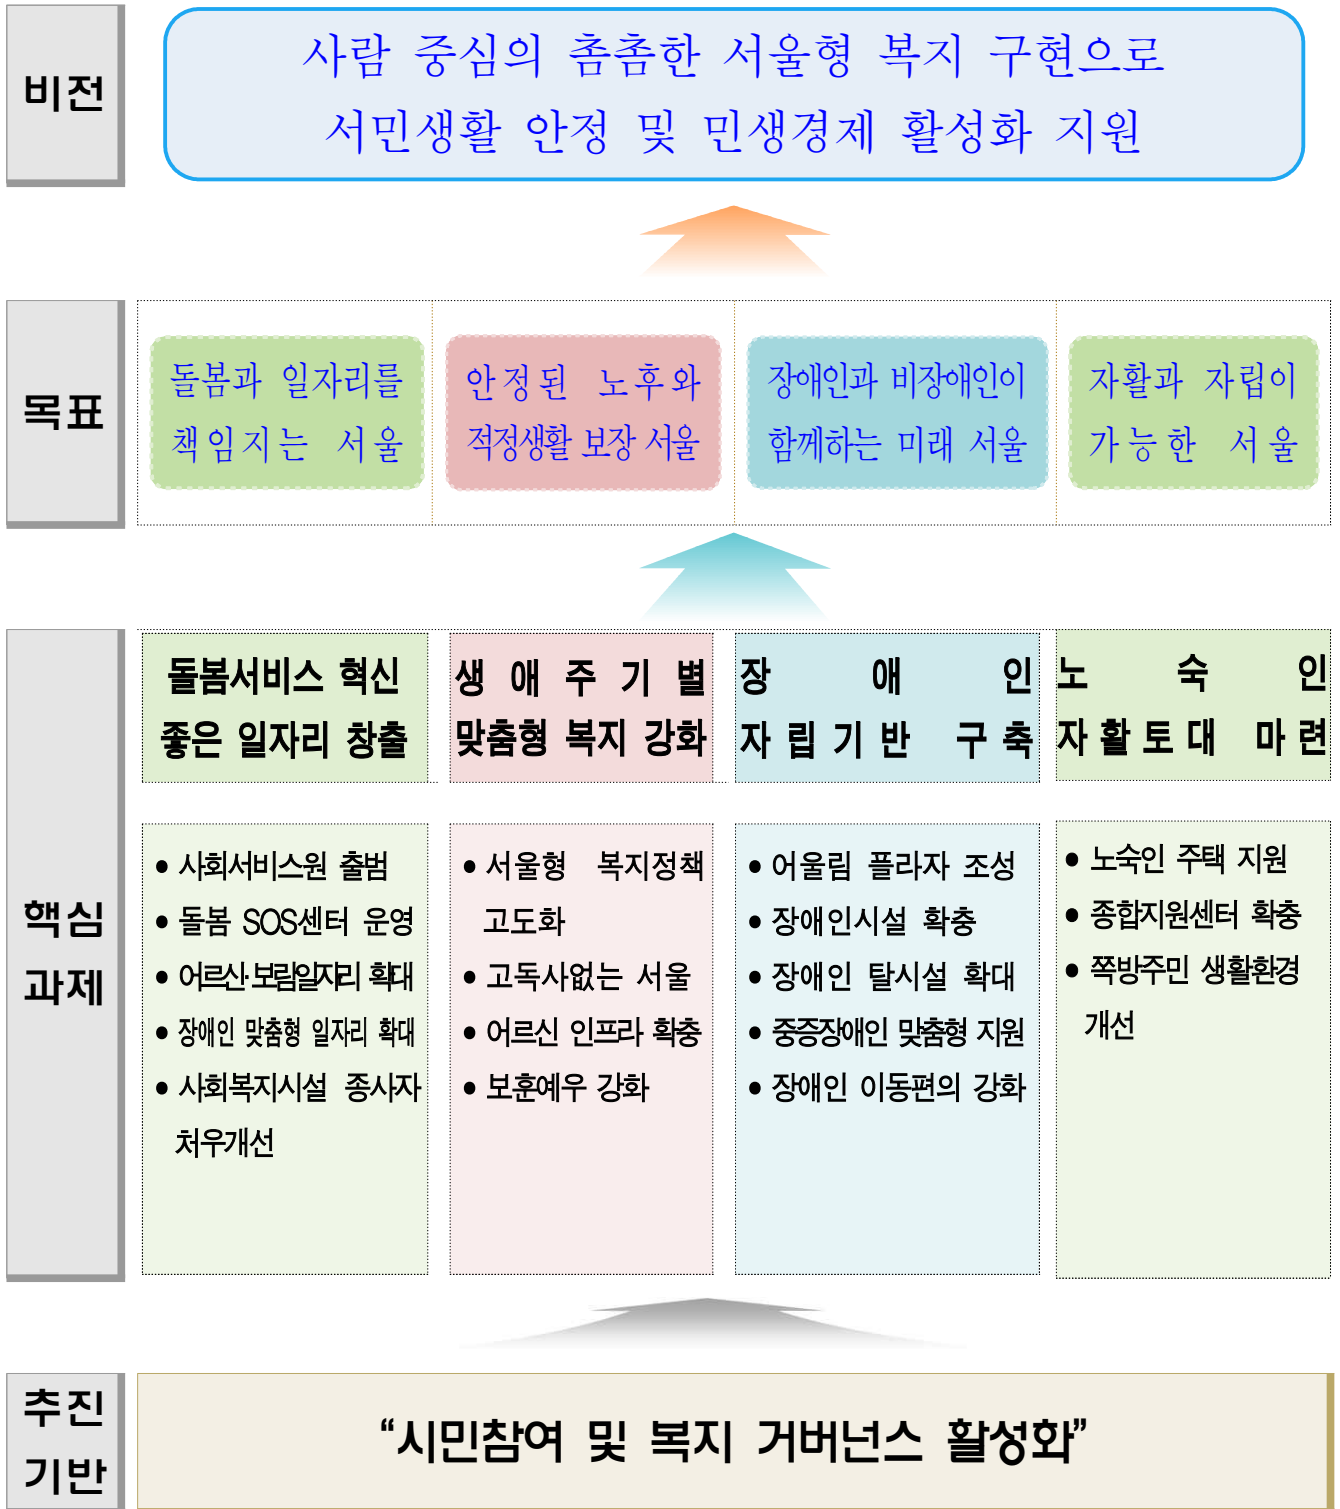 비전
사람 중심의 촘촘한 서울형 복지 구현으로
서민생활 안정 및 민생경제 활성화 지원
목표
돌봄과 일자리를
책임지는 서울
안정된 노후와
적정생활 보장 서울
장애인과 비장애인이
함께하는 미래 서울
자활과 자립이
가능한 서울
핵심
과제
돌봄서비스 혁신
좋은 일자리 창출
● 사회서비스원 출범
● 돌봄 SOS센터 운영
● 어르신·보람일자리 확대
● 장애인 맞춤형 일자리 확대
● 사회복지시설 종사자
처우개선
생애주기별
맞춤형 복지 강화
● 서울형 복지정책
고도화
● 고독사없는 서울
● 어르신 인프라 확충
● 보훈예우 강화
장애인
자립기반 구축
● 어울림 플라자 조성
● 장애인시설 확충
● 장애인 탈시설 확대
● 중증장애인 맞춤형 지원
● 장애인 이동편의 강화
노숙인
자활토대 마련
● 노숙인 주택 지원
● 종합지원센터 확충
● 쪽방주민 생활환경
개선
추진
기반
“시민참여 및 복지 거버넌스 활성화”